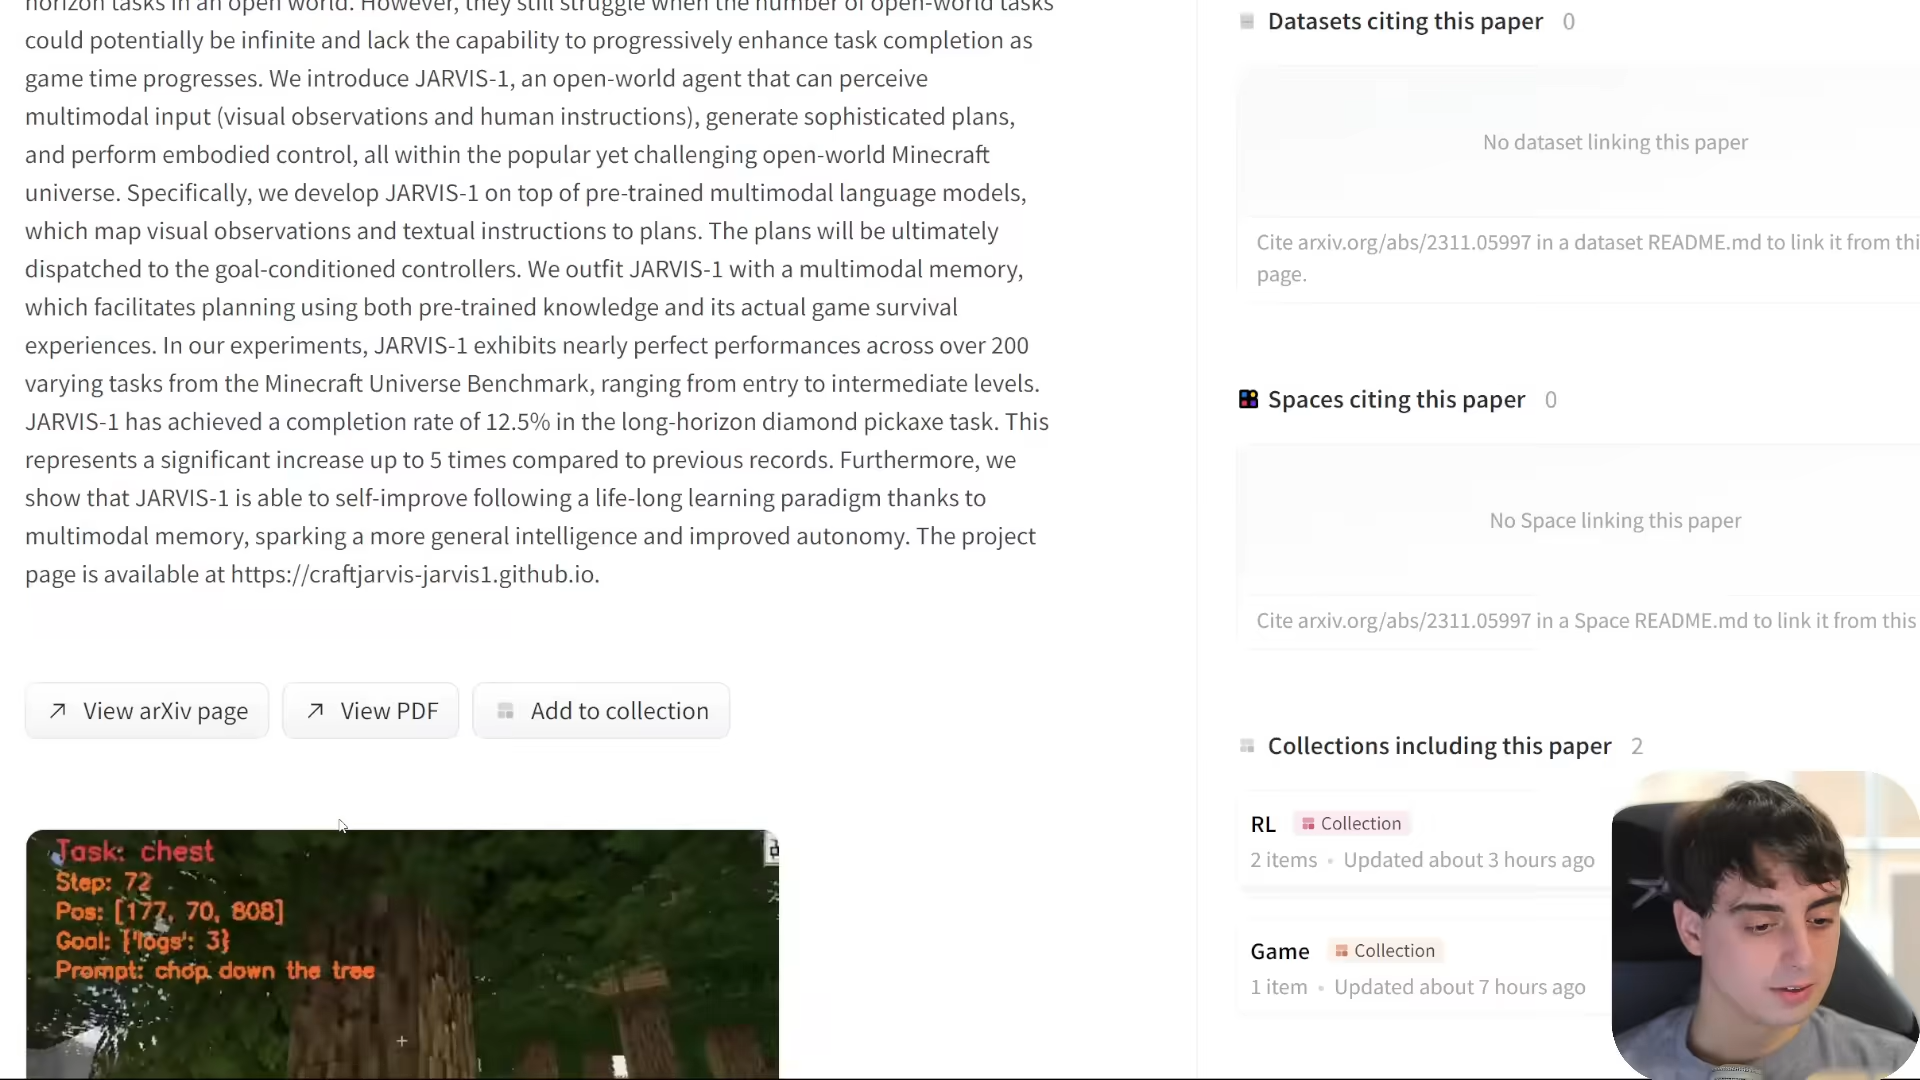 horizon tasks in an open world. However, they still struggle when the number of open-world tasks
could potentially be infinite and lack the capability to progressively enhance task completion as
game time progresses. We introduce JARVIS-1, an open-world agent that can perceive
multimodal input (visual observations and human instructions), generate sophisticated plans,
and perform embodied control, all within the popular yet challenging open-world Minecraft
universe. Specifically, we develop JARVIS-1 on top of pre-trained multimodal language models,
which map visual observations and textual instructions to plans. The plans will be ultimately
dispatched to the goal-conditioned controllers. We outfit JARVIS-1 with a multimodal memory,
which facilitates planning using both pre-trained knowledge and its actual game survival
experiences. In our experiments, JARVIS-1 exhibits nearly perfect performances across over 200
varying tasks from the Minecraft Universe Benchmark, ranging from entry to intermediate levels.
JARVIS-1 has achieved a completion rate of 12.5% in the long-horizon diamond pickaxe task. This
represents a significant increase up to 5 times compared to previous records. Furthermore, we
show that JARVIS-1 is able to self-improve following a life-long learning paradigm thanks to
multimodal memory, sparking a more general intelligence and improved autonomy. The project
page is available at https://craftjarvis-jarvis1.github.io.
View arXiv page
View PDF
Add to collection
Task: chest
Step: 72
Pos: [177, 70, 808]
Goal: {'logs': 3}
Prompt: chop down the tree
Datasets citing this paper 0
No dataset linking this paper
Cite arxiv.org/abs/2311.05997 in a dataset README.md to link it from thi
page.
Spaces citing this paper 0
No Space linking this paper
Cite arxiv.org/abs/2311.05997 in a Space README.md to link it from this
Collections including this paper 2
RL Collection
2 items • Updated about 3 hours ago
Game Collection
1 item • Updated about 7 hours ago